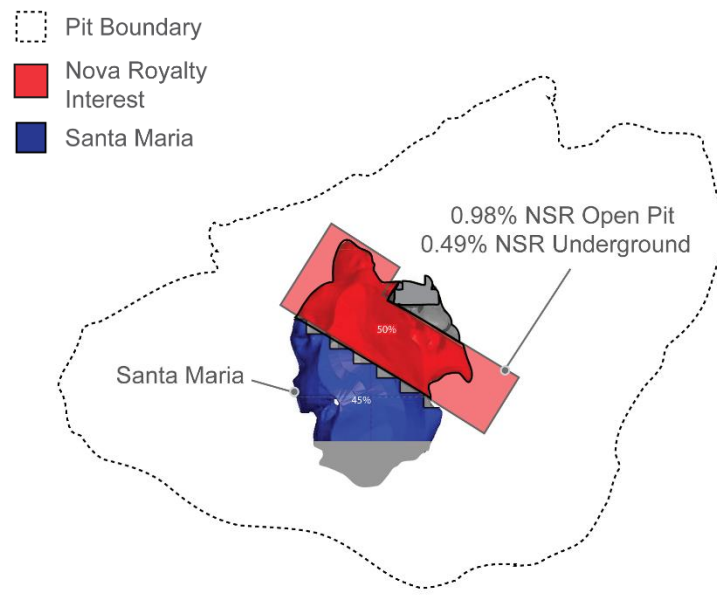 Pit Boundary
Nova Royalty
Interest
Santa Maria
0.98% NSR Open Pit
0.49% NSR Underground
50%
Santa Maria
45%